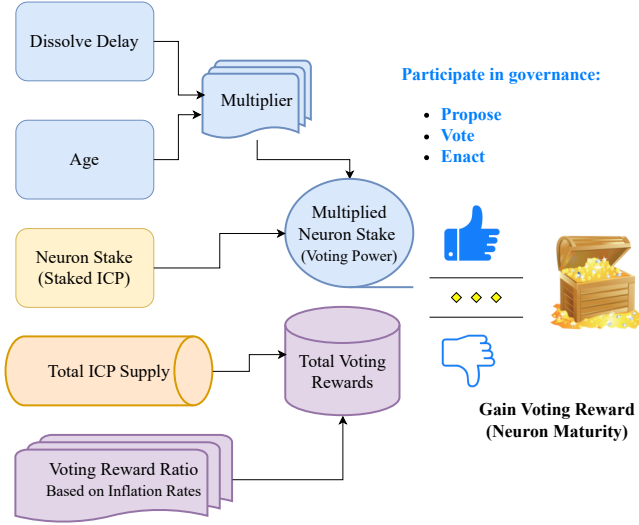 Dissolve Delay
Multiplier
Age
Participate in governance:
Propose
Vote
Enact
Neuron Stake
(Staked ICP)
Multiplied
Neuron Stake
(Voting Power)
Total ICP Supply
Total Voting
Rewards
Voting Reward Ratio
Based on Inflation Rates
Gain Voting Reward
(Neuron Maturity)